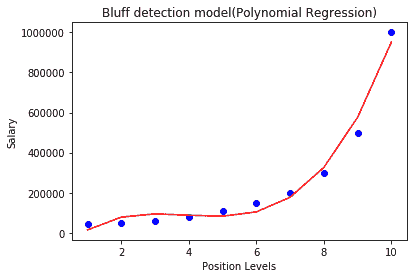 Bluff detection model(Polynomial Regression)
1000000
800000
600000
400000
200000
0
Salary
2 4 6 8 10
Position Levels